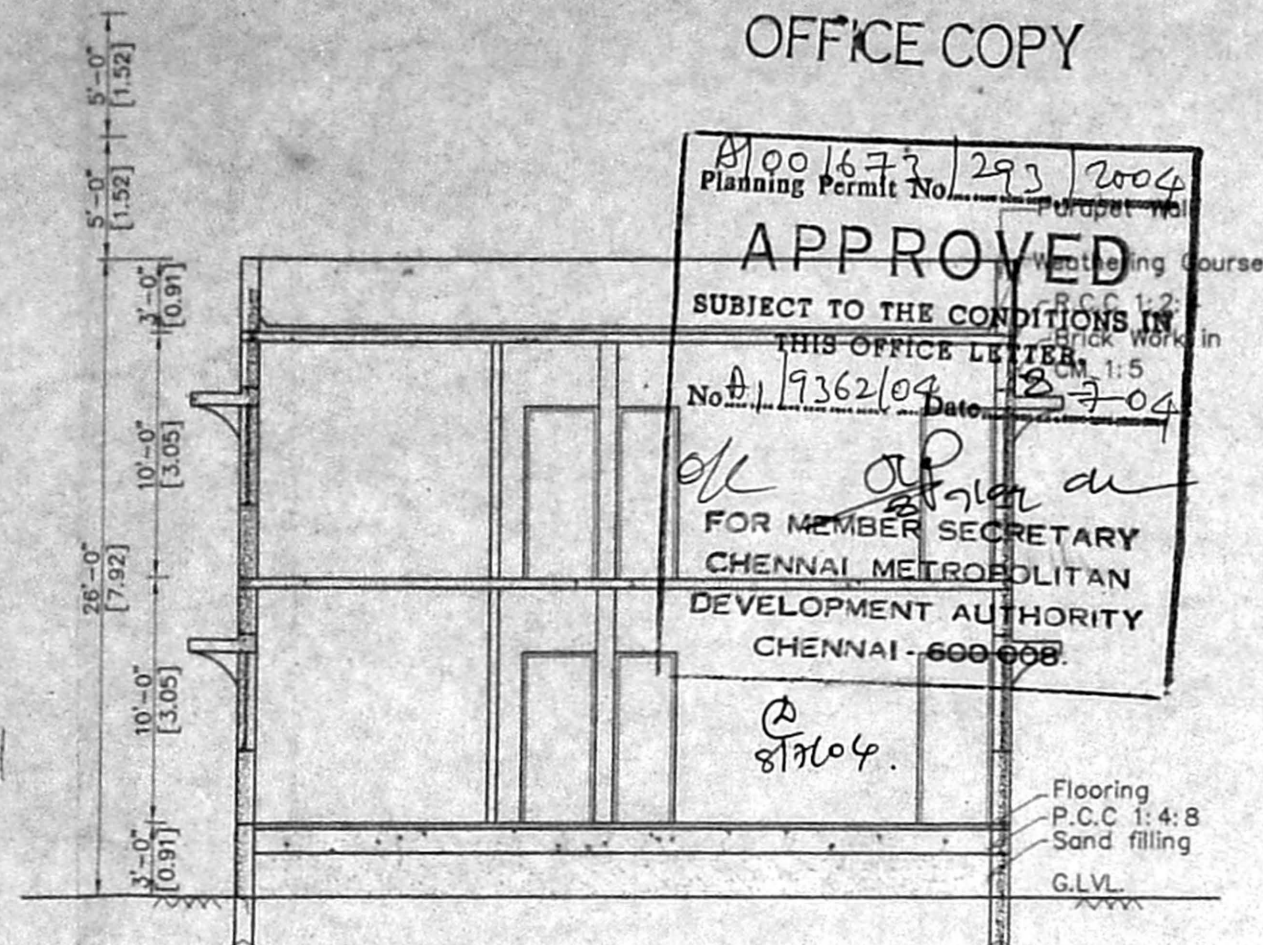 OFFICE COPY
5'-0"
[1.52]
5'-0"
[1.52]
3'-0"
[0.91]
10'-0"
[3.05]
26'-0"
[7.92]
10'-0"
[3.05]
3'-0"
[0.91]
Planning Permit No. 293 / 2004
APPROVED
SUBJECT TO THE CONDITIONS IN
THIS OFFICE LETTER,
No. A1/9362/04 Date 8-7-04
FOR MEMBER SECRETARY
CHENNAI METROPOLITAN
DEVELOPMENT AUTHORITY
CHENNAI - 600 008.
8/7/04.
Parapet Wall
Weathering Course
R.C.C 1:2:
Brick Work in
CM 1:5
Flooring
P.C.C 1:4:8
Sand filling
G.LVL.